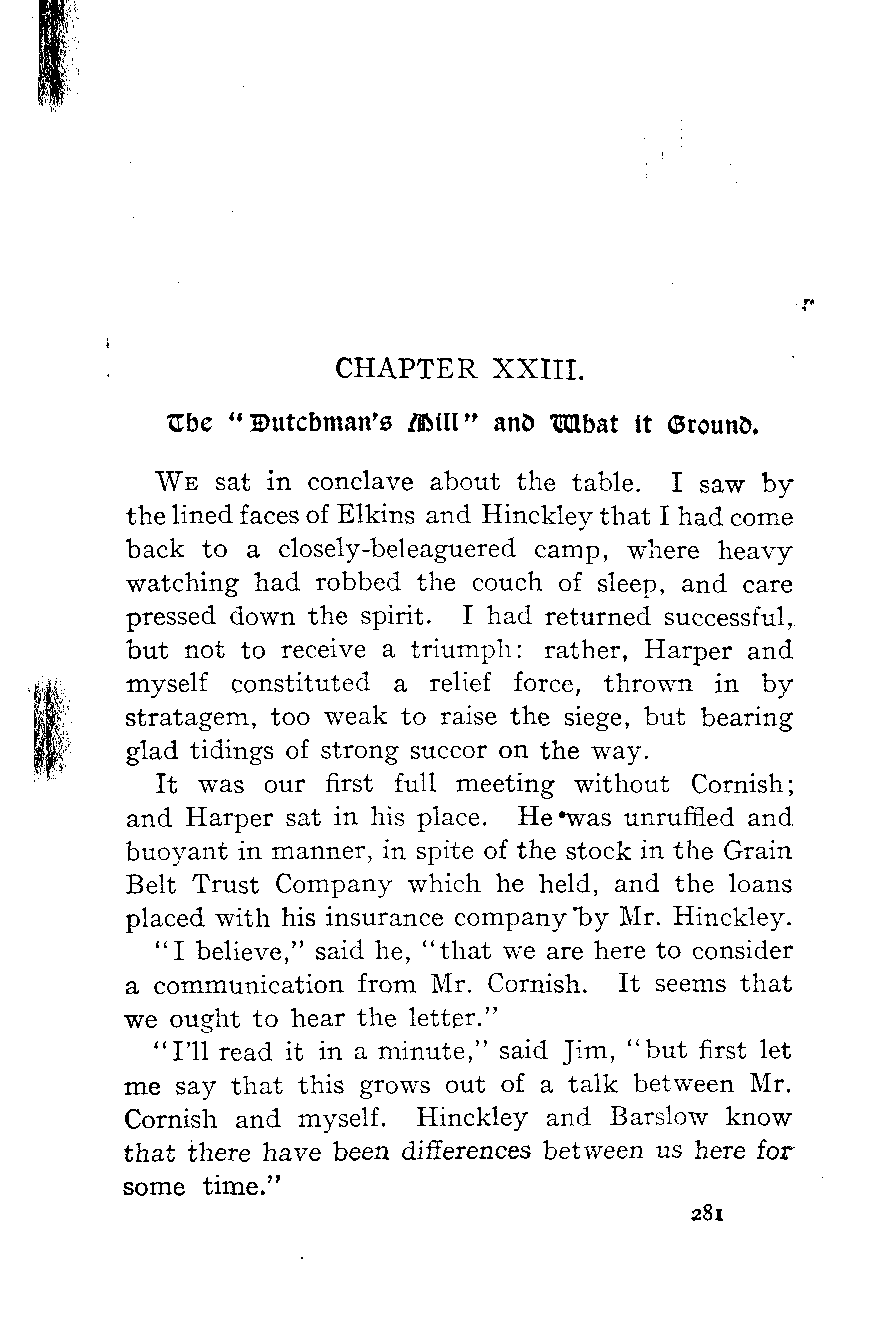 CHAPTER XXIII.
The "Dutchman's Mill" and What it Ground.
WE sat in conclave about the table. I saw by
the lined faces of Elkins and Hinckley that I had come
back to a closely-beleaguered camp, where heavy
watching had robbed the couch of sleep, and care
pressed down the spirit. I had returned successful,
but not to receive a triumph: rather, Harper and
myself constituted a relief force, thrown in by
stratagem, too weak to raise the siege, but bearing
glad tidings of strong succor on the way.
It was our first full meeting without Cornish;
and Harper sat in his place. He was unruffled and
buoyant in manner, in spite of the stock in the Grain
Belt Trust Company which he held, and the loans
placed with his insurance company by Mr. Hinckley.
"I believe," said he, "that we are here to consider
a communication from Mr. Cornish. It seems that
we ought to hear the letter."
"I'll read it in a minute," said Jim, "but first let
me say that this grows out of a talk between Mr.
Cornish and myself. Hinckley and Barslow know
that there have been differences between us here for
some time."
281